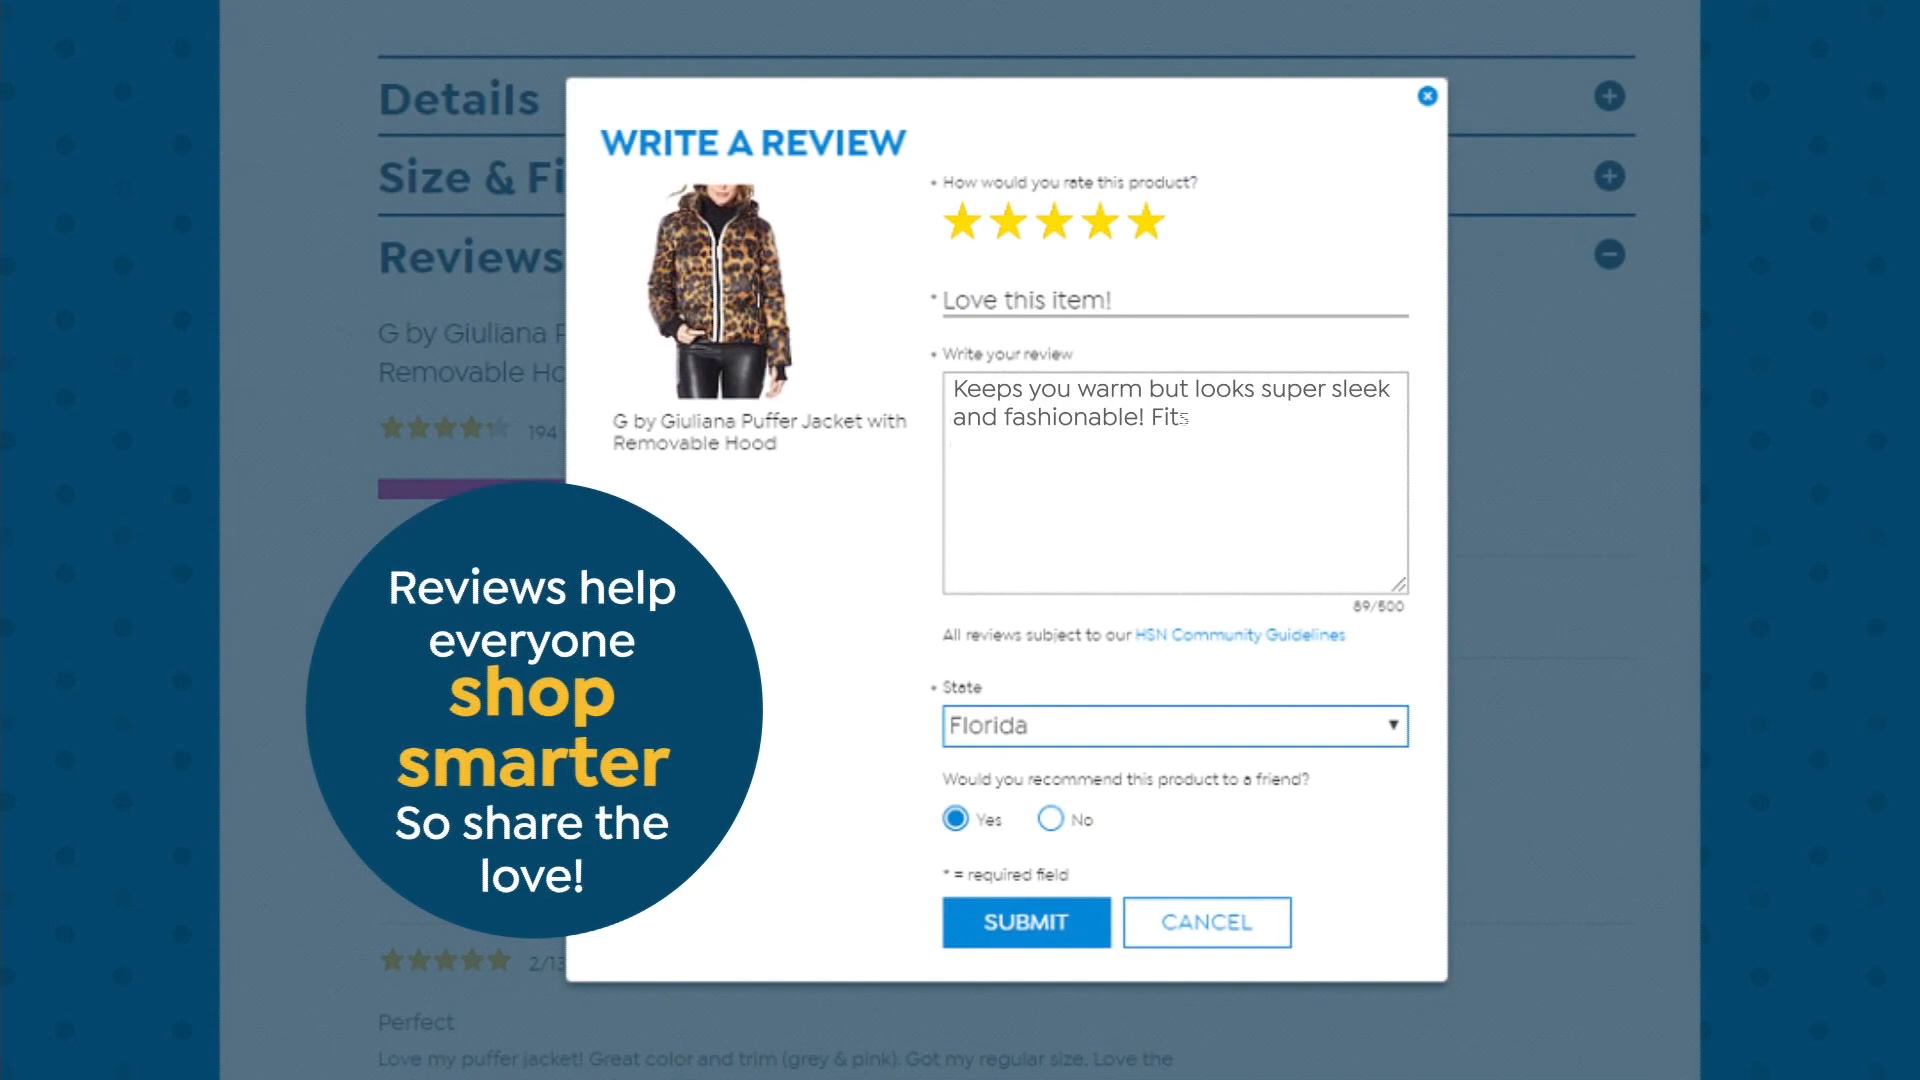 Details
Size & Fi
Reviews
G by Giuliana P
Removable Ho
194
WRITE A REVIEW
G by Giuliana Puffer Jacket with
Removable Hood
* How would you rate this product?
* Love this item!
* Write your review
Keeps you warm but looks super sleek
and fashionable! Fits
89/500
All reviews subject to our HSN Community Guidelines
* State
Florida
Would you recommend this product to a friend?
Yes No
* = required field
SUBMIT CANCEL
Reviews help
everyone
shop
smarter
So share the
love!
2/13
Perfect
Love my puffer jacket! Great color and trim (grey & pink). Got my regular size. Love the